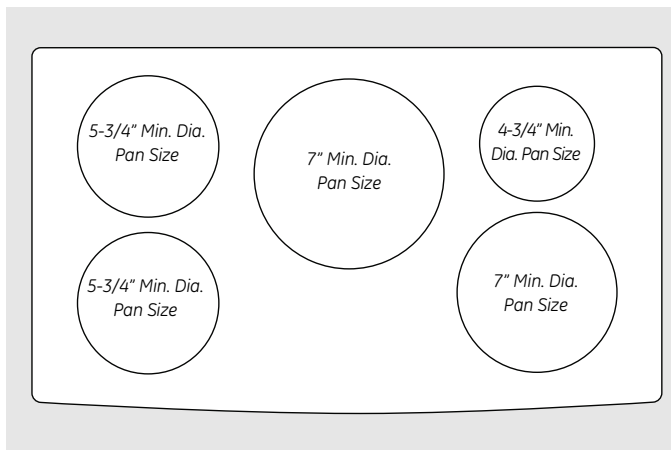 5-3/4" Min. Dia.
Pan Size
7" Min. Dia.
Pan Size
4-3/4" Min.
Dia. Pan Size
5-3/4" Min. Dia.
Pan Size
7" Min. Dia.
Pan Size